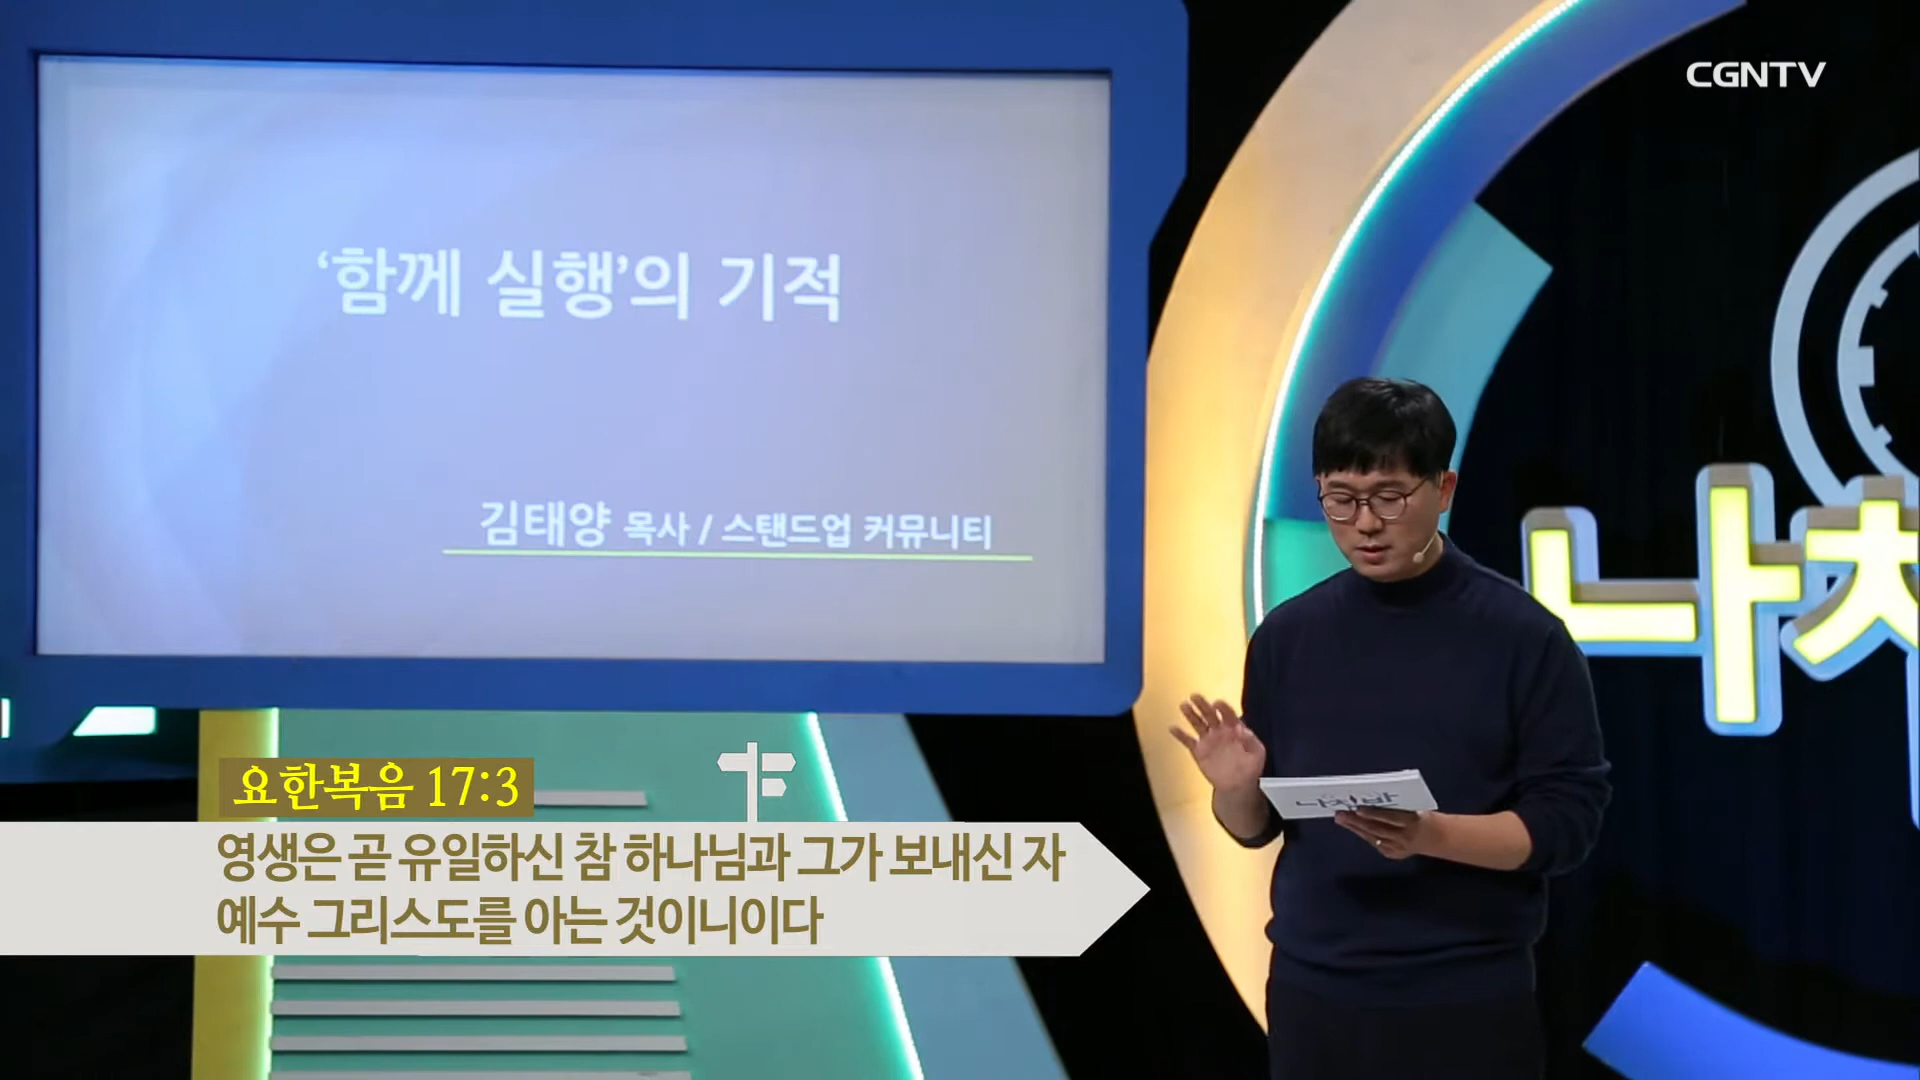 CGNTV
‘함께 실행’의 기적
김태양 목사 / 스탠드업 커뮤니티
나침반
요한복음 17:3
영생은 곧 유일하신 참 하나님과 그가 보내신 자
예수 그리스도를 아는 것이니이다